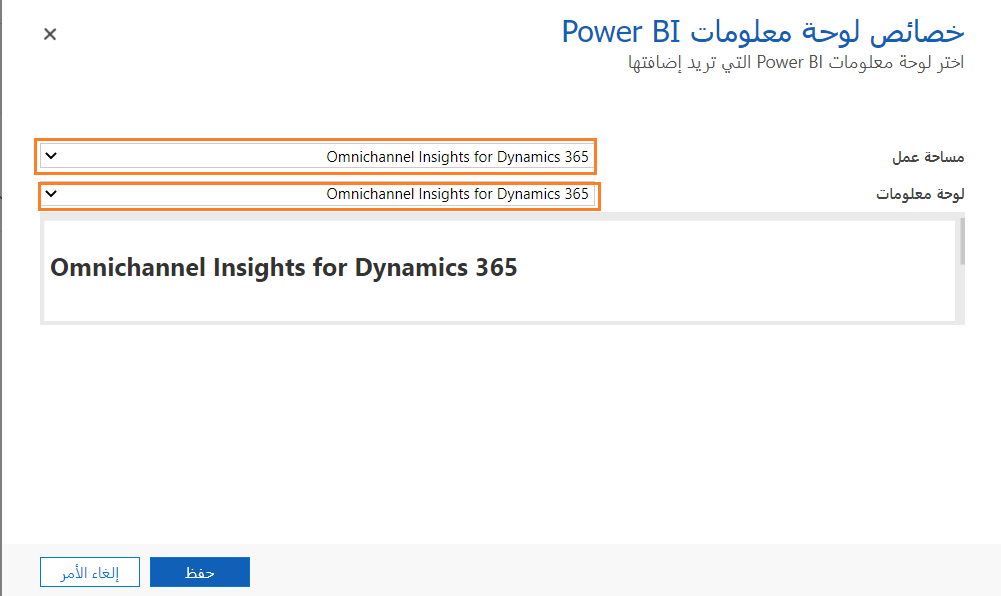 خصائص لوحة معلومات Power BI
اختر لوحة معلومات Power BI التي تريد إضافتها
مساحة عمل
Omnichannel Insights for Dynamics 365
لوحة معلومات
Omnichannel Insights for Dynamics 365
Omnichannel Insights for Dynamics 365
حفظ
إلغاء الأمر